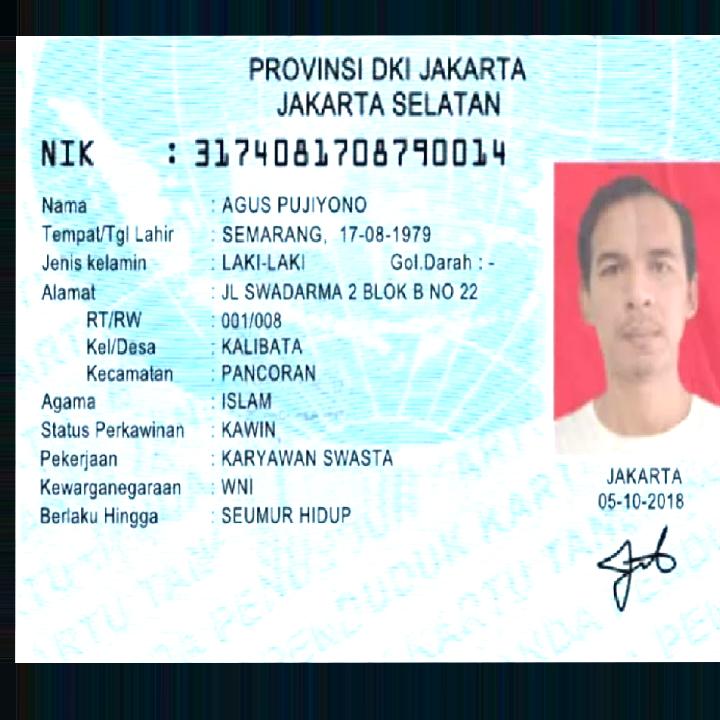 PROVINSI DKI JAKARTA
JAKARTA SELATAN
NIK : 3174081708790014
Nama : AGUS PUJIYONO
Tempat/Tgl Lahir : SEMARANG, 17-08-1979
Jenis kelamin : LAKI-LAKI Gol.Darah : -
Alamat : JL SWADARMA 2 BLOK B NO 22
RT/RW : 001/008
Kel/Desa : KALIBATA
Kecamatan : PANCORAN
Agama : ISLAM
Status Perkawinan : KAWIN
Pekerjaan : KARYAWAN SWASTA
Kewarganegaraan : WNI
Berlaku Hingga : SEUMUR HIDUP
JAKARTA
05-10-2018